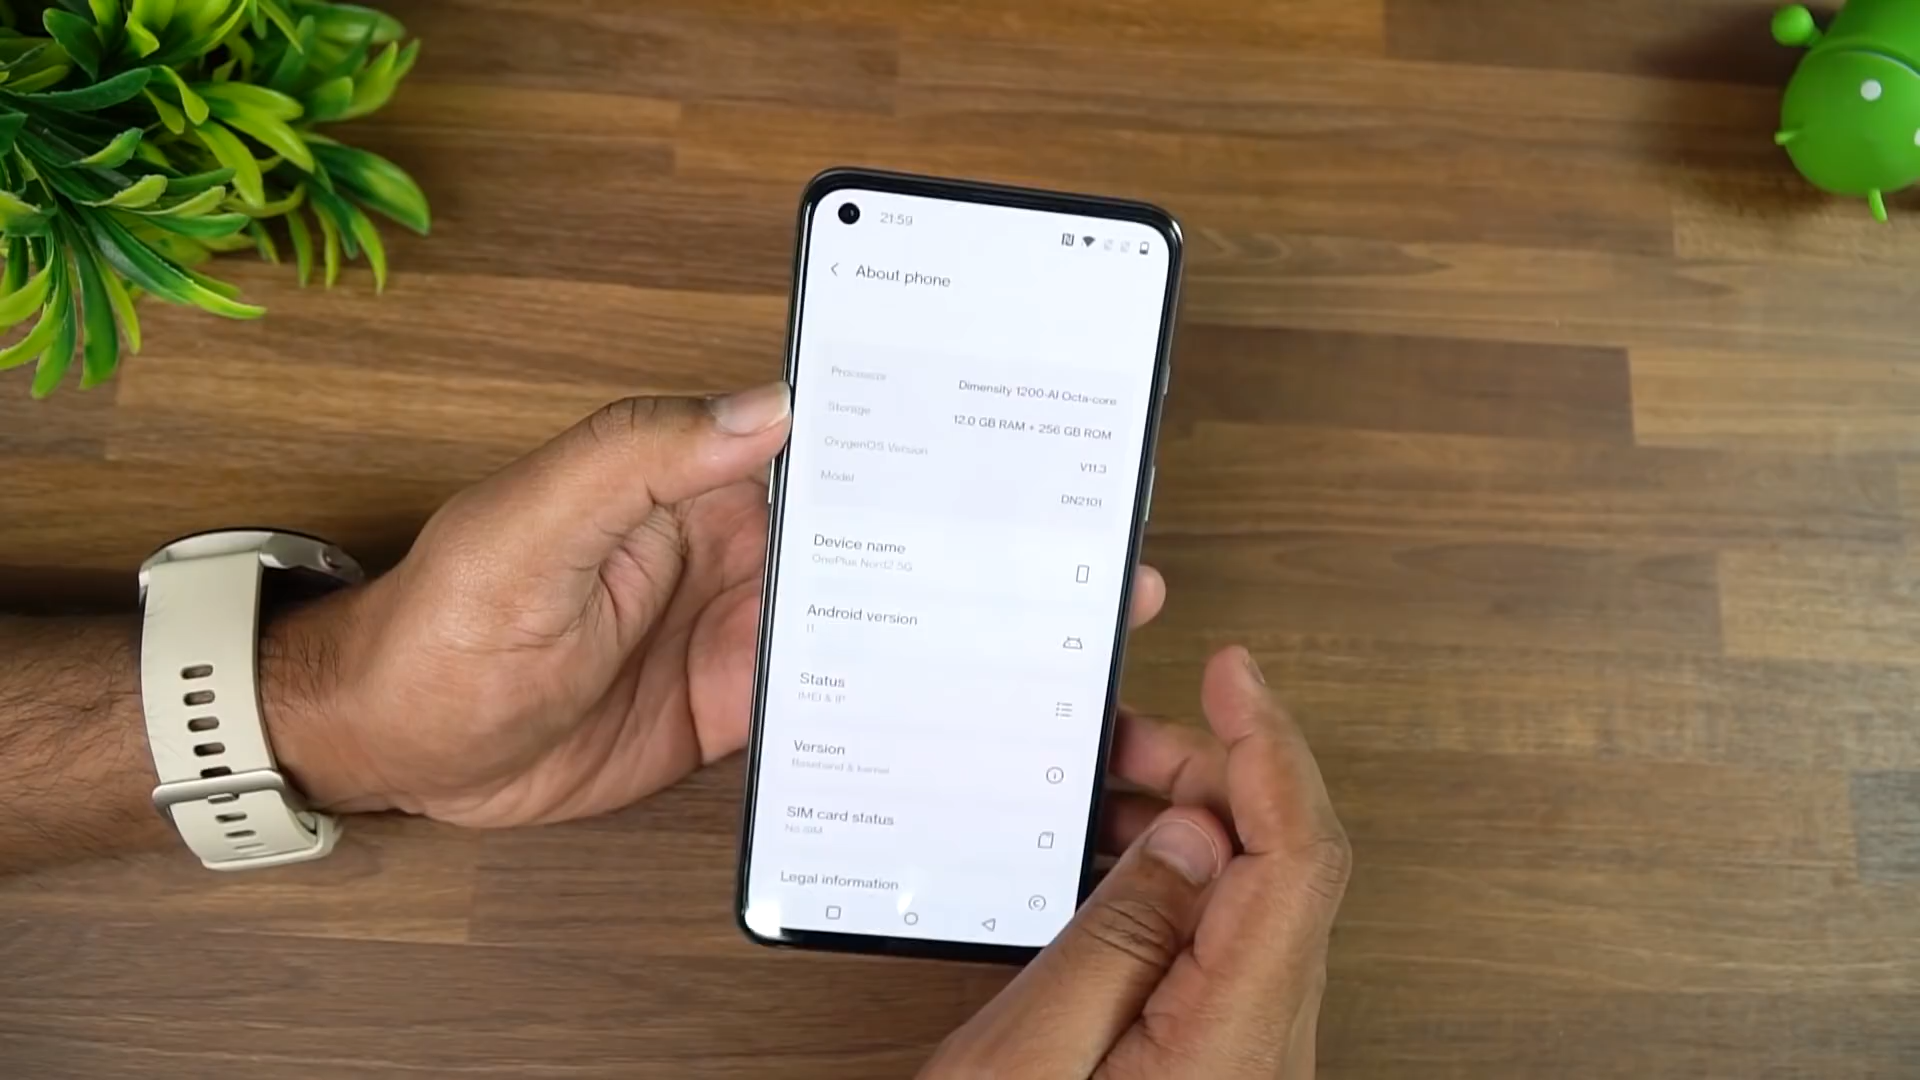 21:59
About phone
Processor Dimensity 1200-AI Octa-core
Storage 12.0 GB RAM + 256 GB ROM
OxygenOS Version V11.3
Model DN2101
Device name
OnePlus Nord2 5G
Android version
11
Status
IMEI & IP
Version
Baseband & kernel
SIM card status
No SIM
Legal information